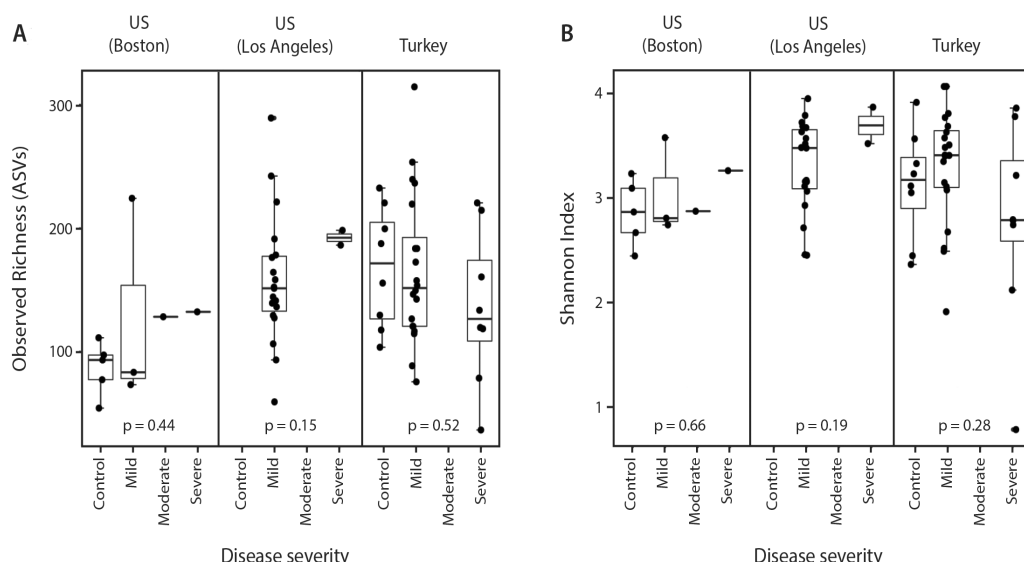 A
US
(Boston)
US
(Los Angeles)
Turkey
Observed Richness (ASVs)
300
200
100
p = 0.44
p = 0.15
p = 0.52
Control
Mild
Moderate
Severe
Control
Mild
Moderate
Severe
Control
Mild
Moderate
Severe
Disease severity
B
US
(Boston)
US
(Los Angeles)
Turkey
Shannon Index
4
3
2
1
p = 0.66
p = 0.19
p = 0.28
Control
Mild
Moderate
Severe
Control
Mild
Moderate
Severe
Control
Mild
Moderate
Severe
Disease severity